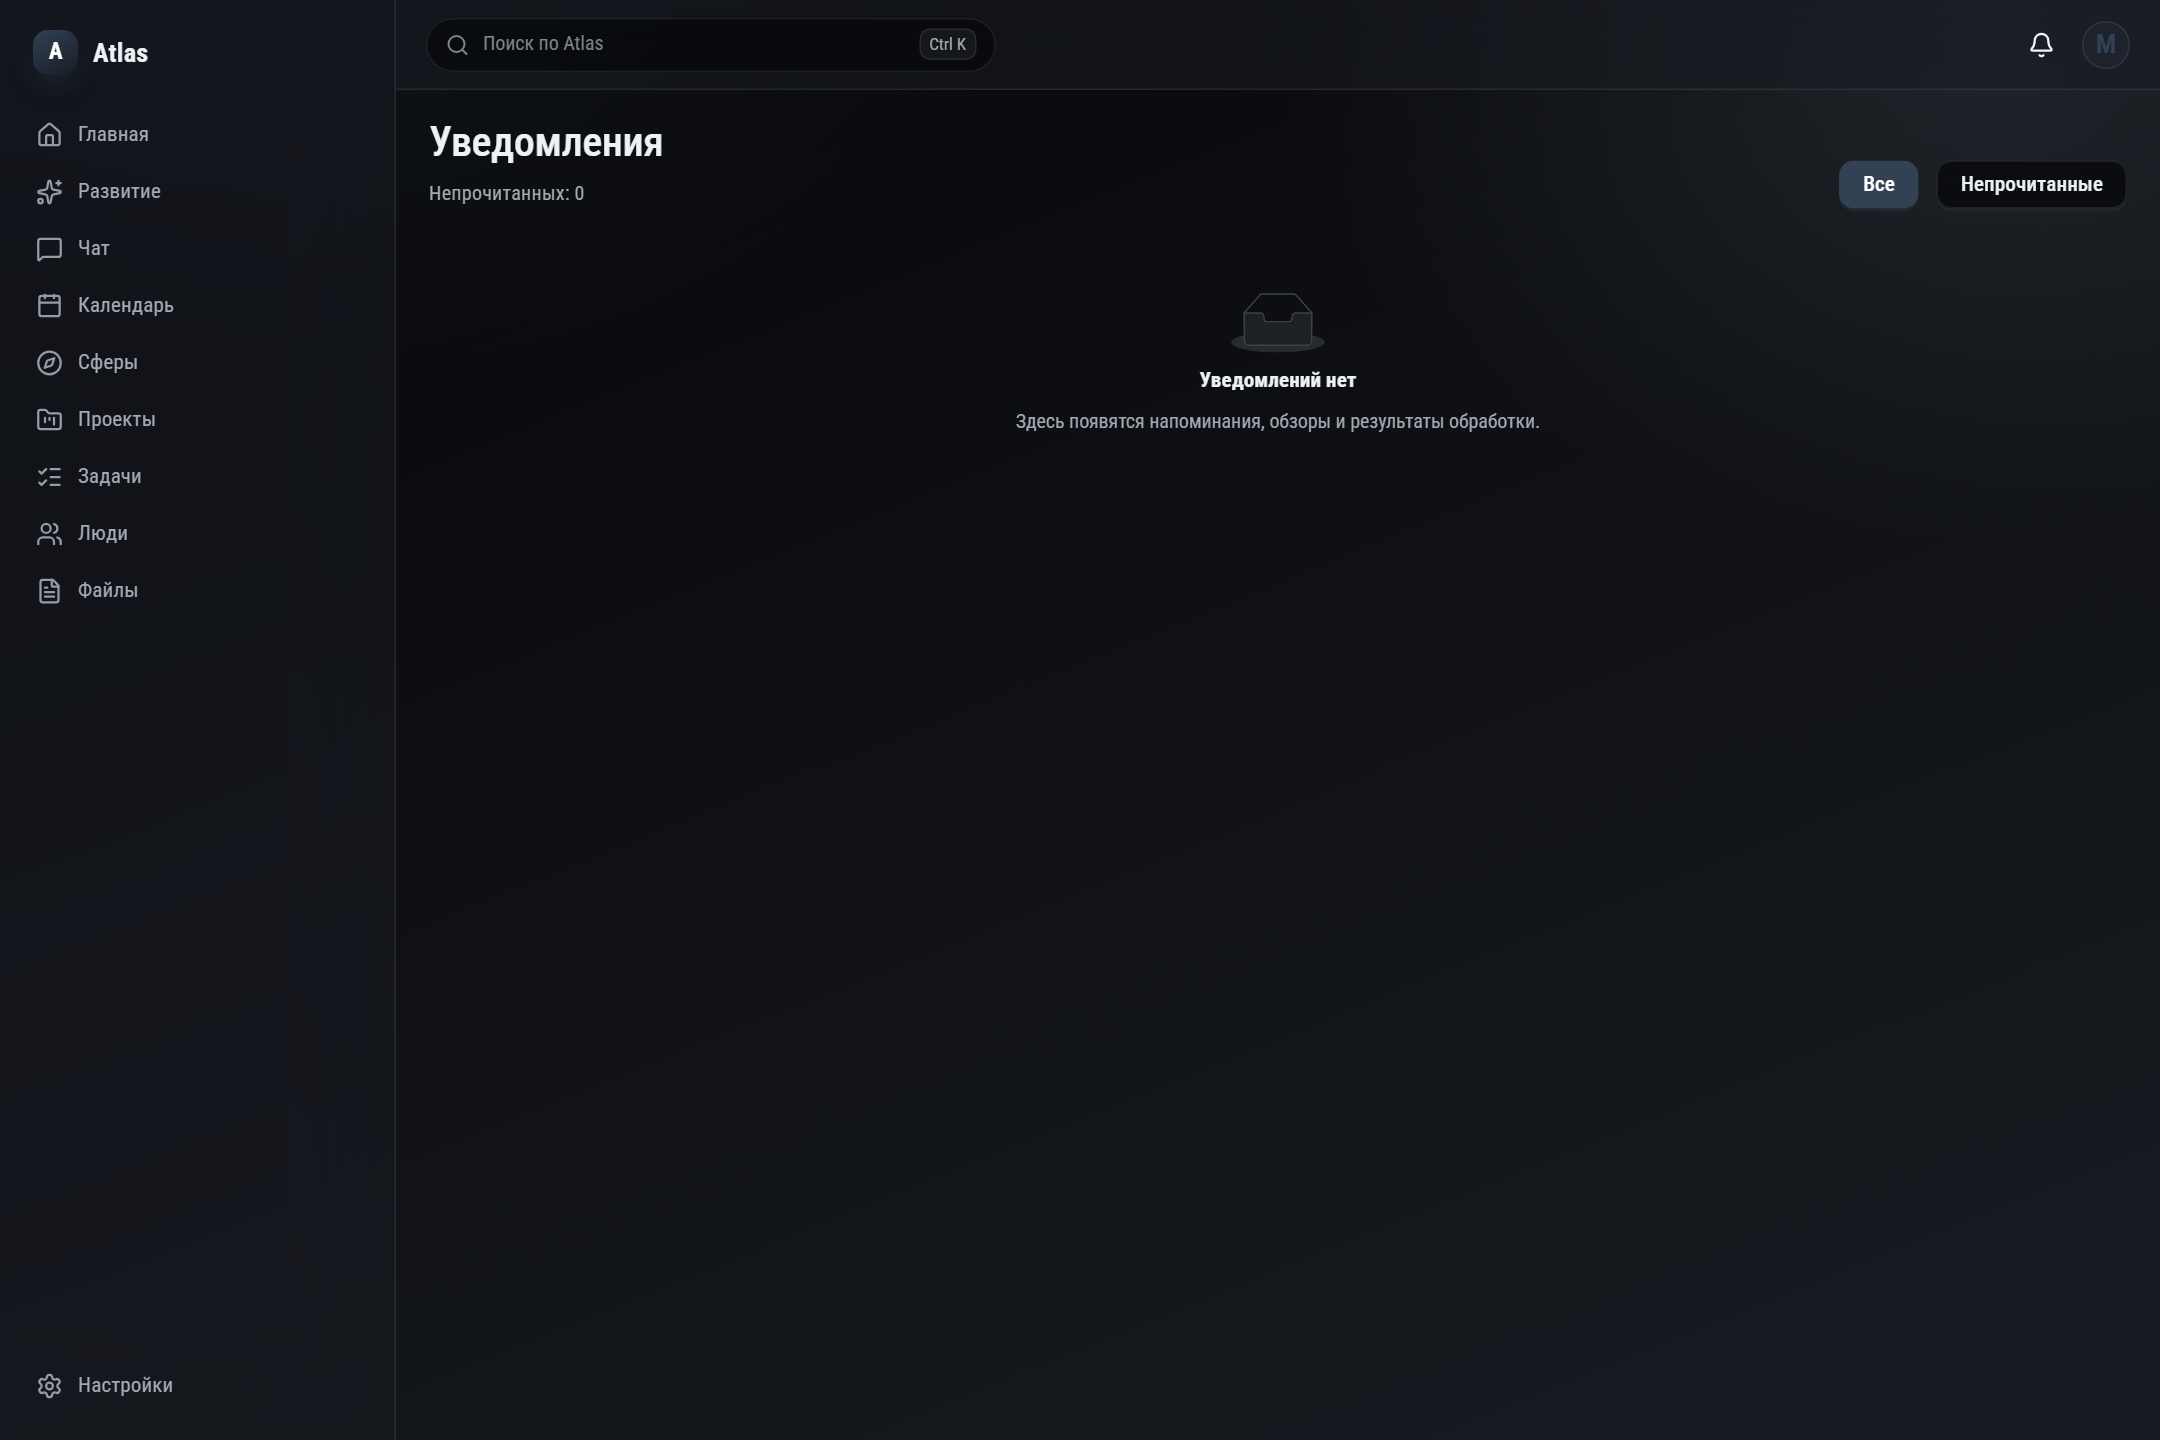 A Atlas
Поиск по Atlas
Ctrl K
M
Главная
Развитие
Чат
Календарь
Сферы
Проекты
Задачи
Люди
Файлы
Настройки
Уведомления
Непрочитанных: 0
Все
Непрочитанные
Уведомлений нет
Здесь появятся напоминания, обзоры и результаты обработки.